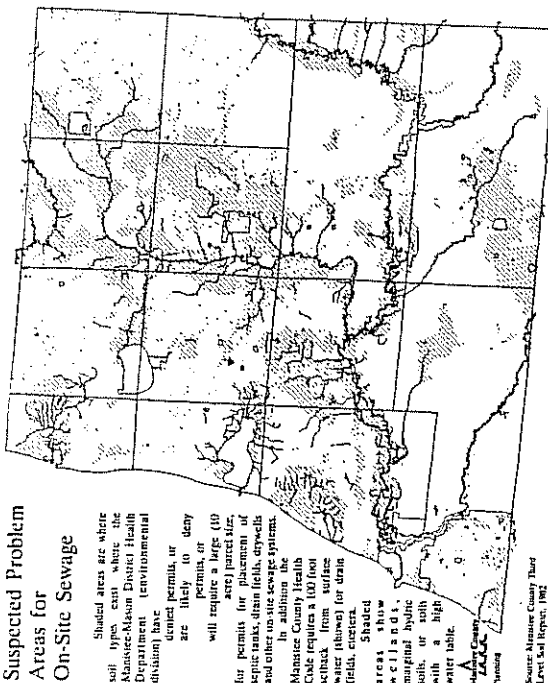 Suspected Problem
Areas for
On-Site Sewage
Shaded areas are where
soil types exist where the
Manistee-Mason District Health
Department (environmental
division) have
denied permits, or
are likely to deny
permits, or
will require a large (10
acre) parcel size,
for permits for placement of
septic tanks, drain fields, drywells
and other on-site sewage systems.
In addition the
Manistee County Health
Code requires a 100 foot
setback from surface
water (shown) for drain
fields, etcetera.
Shaded
areas show
wetlands,
marginal hydric
soils, or soils
with a high
water table.
Manistee County
Planning
Source: Manistee County Third
Level Soil Report, 1982